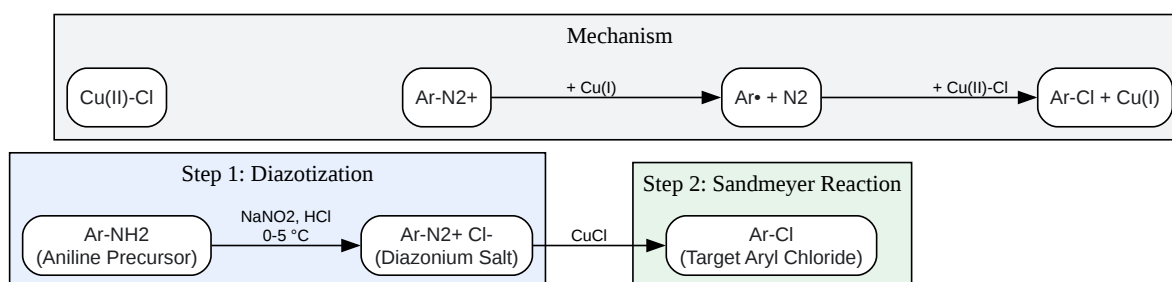 Mechanism
Cu(II)-Cl
Ar-N2+
+ Cu(I)
Ar• + N2
+ Cu(II)-Cl
Ar-Cl + Cu(I)
Step 1: Diazotization
Ar-NH2
(Aniline Precursor)
NaNO2, HCl
0-5 °C
Ar-N2+ Cl-
(Diazonium Salt)
CuCl
Step 2: Sandmeyer Reaction
Ar-Cl
(Target Aryl Chloride)